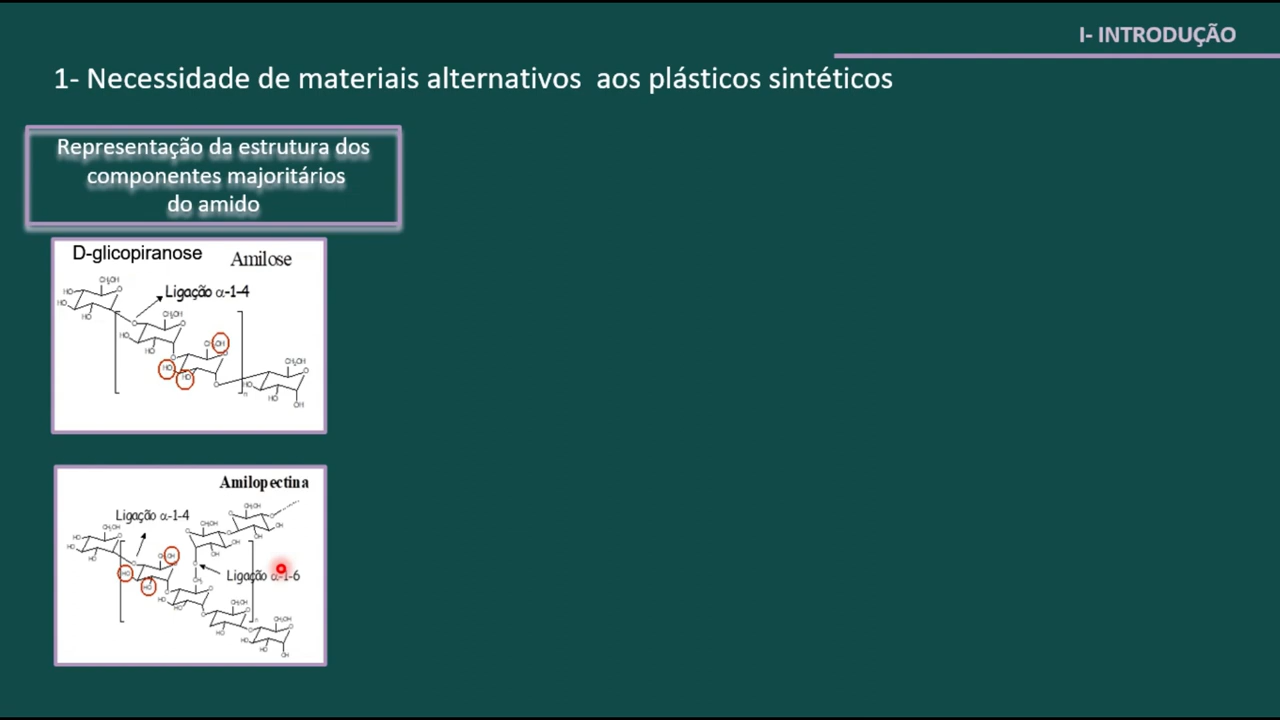 I- INTRODUÇÃO
1- Necessidade de materiais alternativos  aos plásticos sintéticos
Representação da estrutura dos
componentes majoritários
do amido
D-glicopiranose
Amilose
Ligação α-1-4
Amilopectina
Ligação α-1-4
Ligação α-1-6